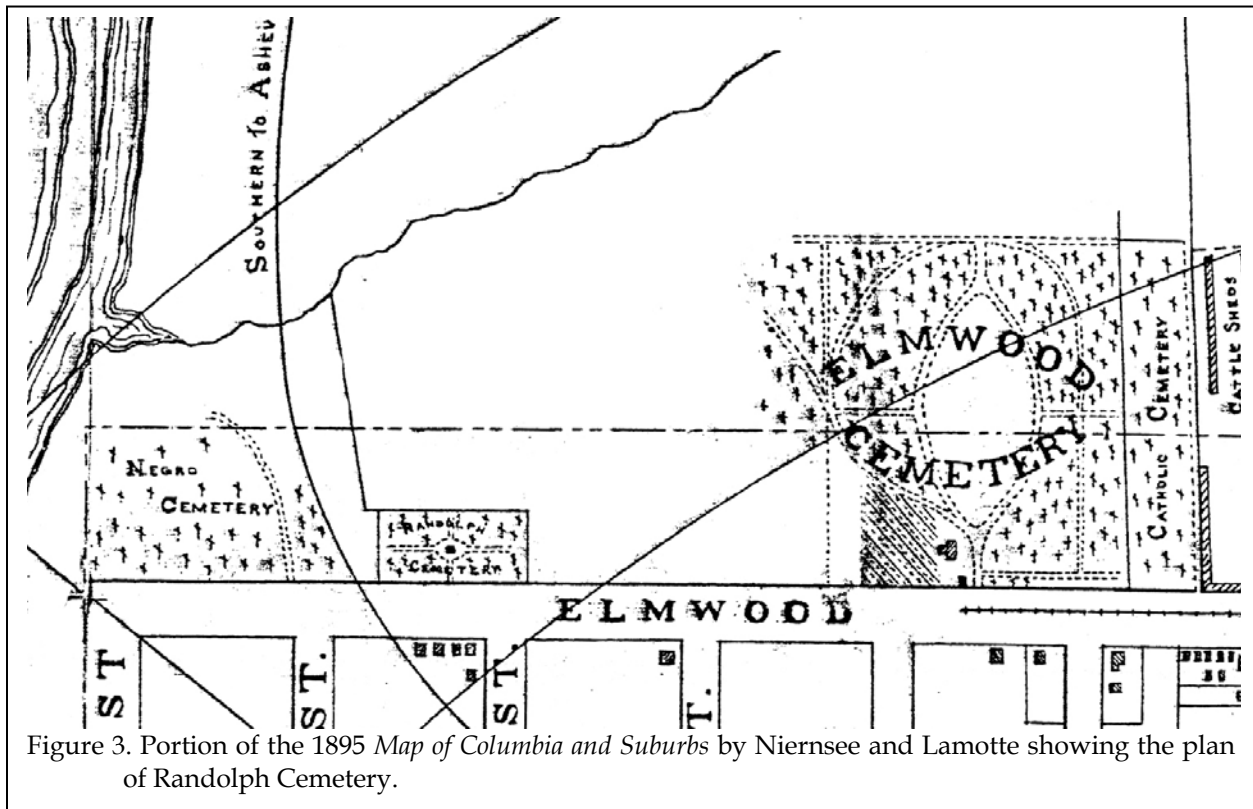 SOUTHERN TO ASHEV
ELMWOOD
CEMETERY
CATHOLIC CEMETERY
CATTLE SHEDS
NEGRO
CEMETERY
RANDOLPH
CEMETERY
ELMWOOD
ST
ST.
ST.
T.
Figure 3. Portion of the 1895 Map of Columbia and Suburbs by Niernsee and Lamotte showing the plan
of Randolph Cemetery.